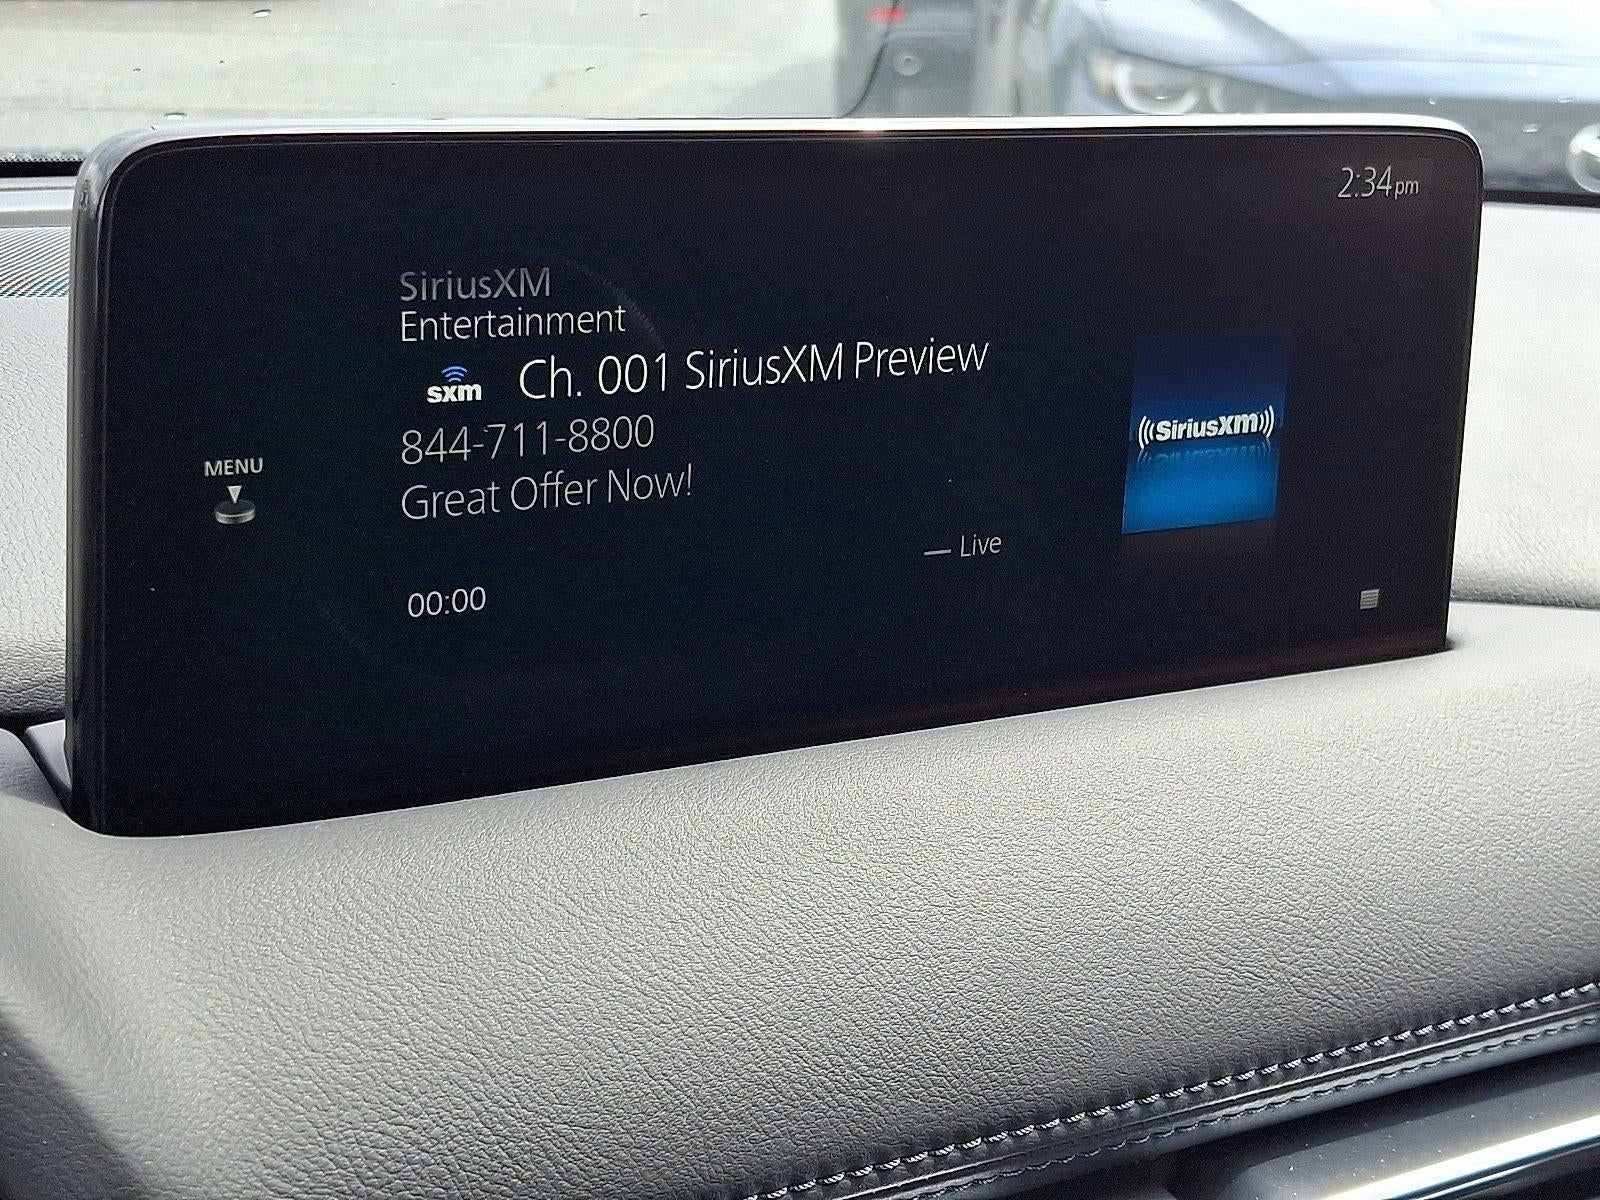 2:34pm
SiriusXM
Entertainment
sxm Ch. 001 SiriusXM Preview
844-711-8800
Great Offer Now!
MENU
Live
00:00
((SiriusXM))